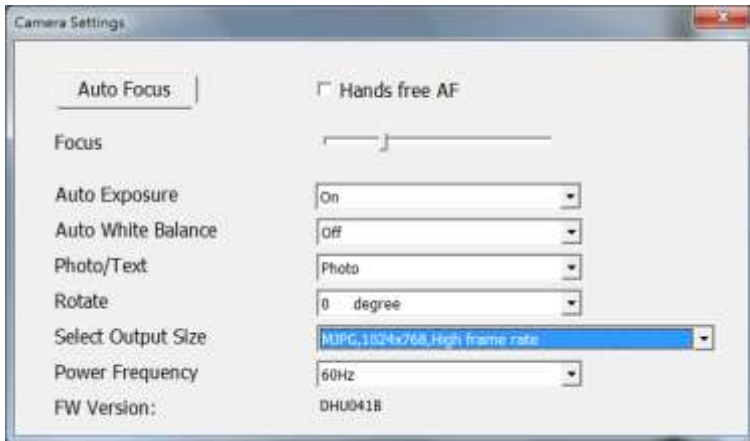 Camera Settings
Auto Focus Hands free AF
Focus
Auto Exposure On
Auto White Balance Off
Photo/Text Photo
Rotate 0 degree
Select Output Size MJPG,1024x768,High frame rate
Power Frequency 60Hz
FW Version: DHU041B